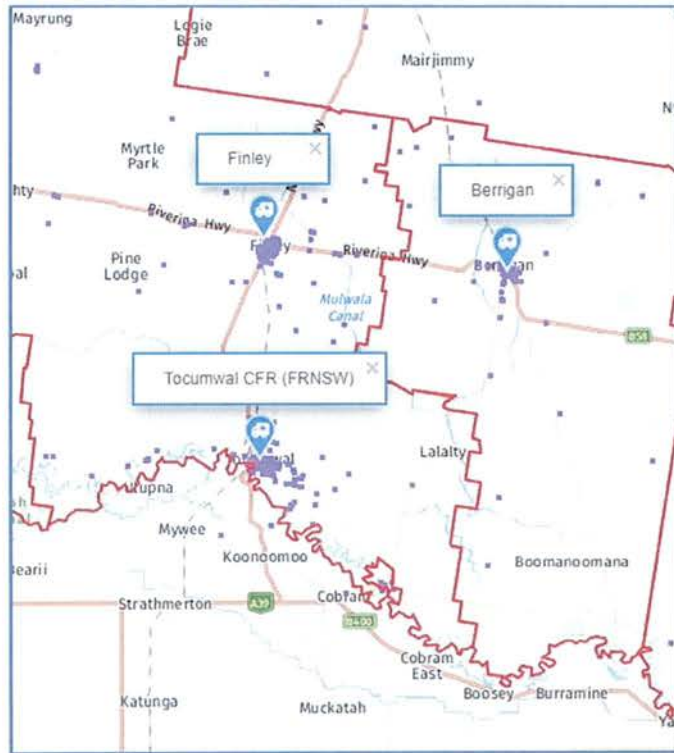 Mayrung
Logie
Brae
Mairjimmy
Myrtle
Park
Finley
×
Berrigan
×
Riverina Hwy
Riverina Hwy
Pine
Lodge
Mulwala
Canal
Tocumwal CFR (FRNSW)
×
Lalalty
Mywee
Koonoomoo
Boomanoomana
Bearii
Strathmerton
A39
Cobram
B400
Cobram
East
Katunga
Muckatah
Boosey
Burramine